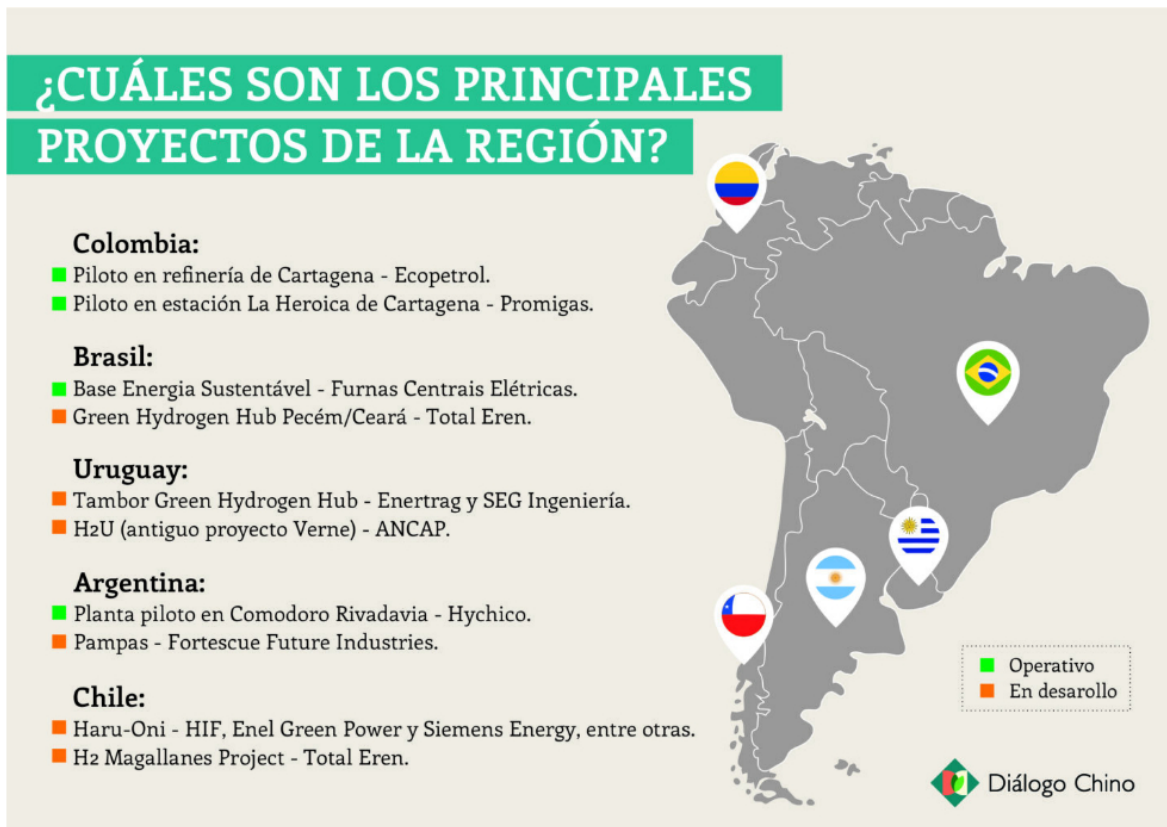 ¿CUÁLES SON LOS PRINCIPALES
PROYECTOS DE LA REGIÓN?
Colombia:
Piloto en refinería de Cartagena - Ecopetrol.
Piloto en estación La Heroica de Cartagena - Promigas.
Brasil:
Base Energia Sustentável - Furnas Centrais Elétricas.
Green Hydrogen Hub Pecém/Ceará - Total Eren.
Uruguay:
Tambor Green Hydrogen Hub - Enertrag y SEG Ingeniería.
H2U (antiguo proyecto Verne) - ANCAP.
Argentina:
Planta piloto en Comodoro Rivadavia - Hychico.
Pampas - Fortescue Future Industries.
Chile:
Haru-Oni - HIF, Enel Green Power y Siemens Energy, entre otras.
H2 Magallanes Project - Total Eren.
Operativo
En desarollo
Diálogo Chino